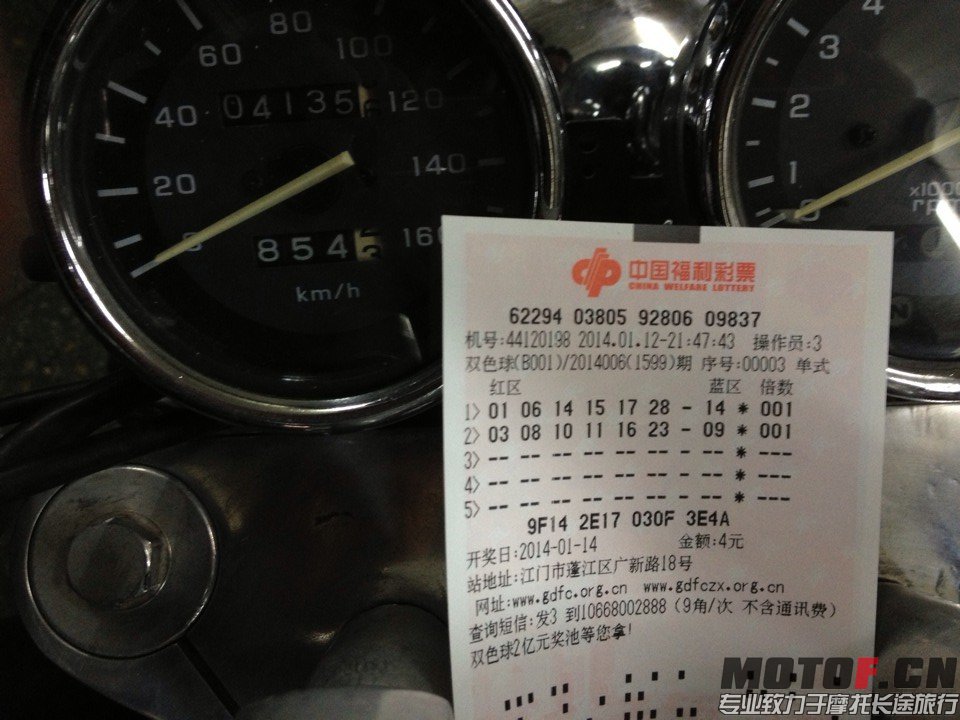 80
60
100
40
04135
120
20
140
854
160
km/h
4
3
2
1
0
x1000
rpm
中国福利彩票
CHINA WELFARE LOTTERY
62294 03805 92806 09837
机号:44120198 2014.01.12-21:47:43 操作员:3
双色球(B001)/2014006(1599)期 序号:00003 单式
红区 蓝区 倍数
1> 01 06 14 15 17 28 - 14 * 001
2> 03 08 10 11 16 23 - 09 * 001
3> -- -- -- -- -- -- - -- * ---
4> -- -- -- -- -- -- - -- * ---
5> -- -- -- -- -- -- - -- * ---
9F14 2E17 030F 3E4A
开奖日:2014-01-14 金额:4元
站地址:江门市蓬江区广新路18号
网址:www.gdfc.org.cn www.gdfczx.org.cn
查询短信:发3 到10668002888(9角/次 不含通讯费)
双色球2亿元奖池等您拿!
MOTOF.CN
专业致力于摩托长途旅行